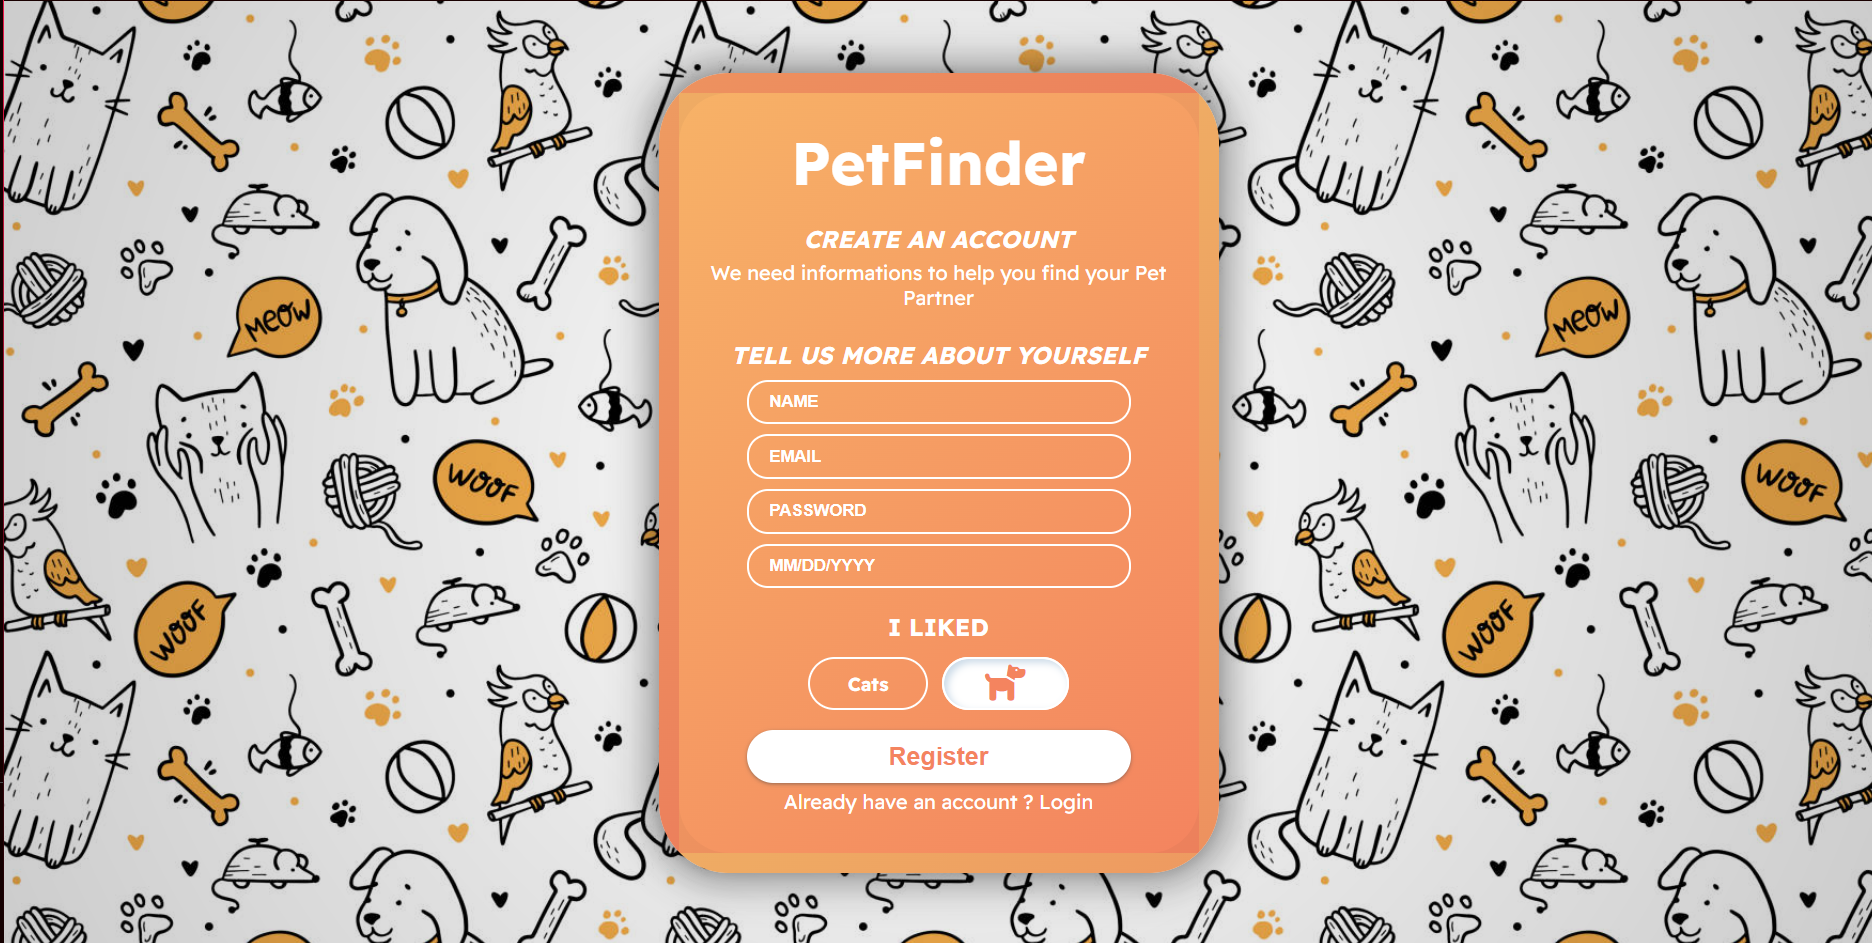 PetFinder
CREATE AN ACCOUNT
We need informations to help you find your Pet
Partner
TELL US MORE ABOUT YOURSELF
NAME
EMAIL
PASSWORD
MM/DD/YYYY
I LIKED
Cats
Register
Already have an account ? Login
MEOW
WOOF
WOOF
MEOW
WOOF
WOOF